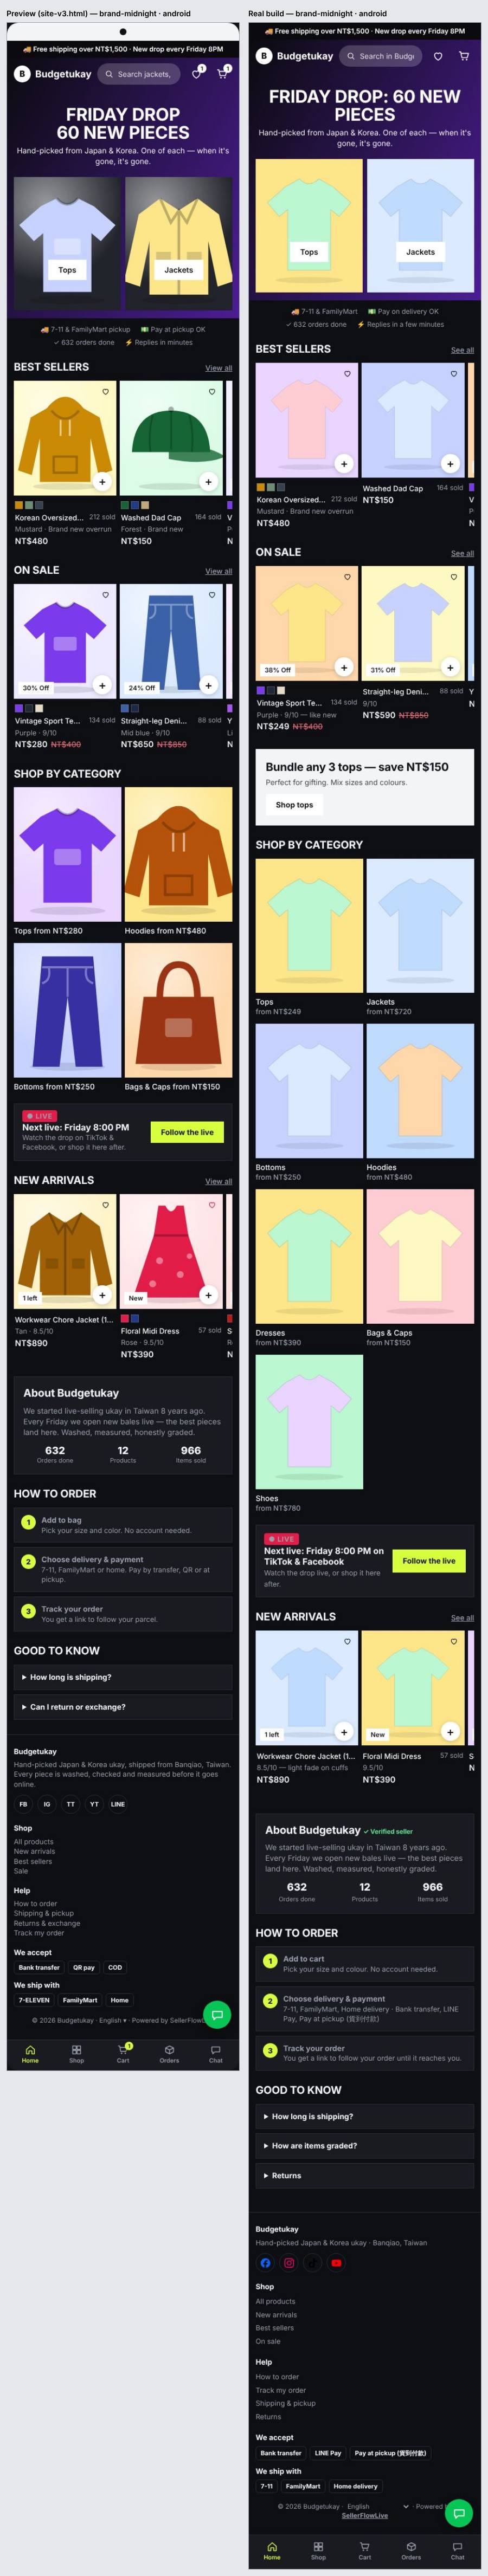 Preview (site-v3.html) — brand-midnight · android
🚚 Free shipping over NT$1,500 · New drop every Friday 8PM
B Budgetukay Search jackets, 1 1
FRIDAY DROP
60 NEW PIECES
Hand-picked from Japan & Korea. One of each — when it's
gone, it's gone.
Tops Jackets
🚚 7-11 & FamilyMart pickup 💵 Pay at pickup OK
✓ 632 orders done ⚡ Replies in minutes
BEST SELLERS View all
Korean Oversized... 212 sold Washed Dad Cap 164 sold V
Mustard · Brand new overrun Forest · Brand new P
NT$480 NT$150 N
ON SALE View all
30% Off 24% Off
Vintage Sport Te... 134 sold Straight-leg Deni... 88 sold Y
Purple · 9/10 Mid blue · 9/10 Li
NT$280 NT$400 NT$650 NT$850 N
SHOP BY CATEGORY
Tops from NT$280 Hoodies from NT$480
Bottoms from NT$250 Bags & Caps from NT$150
LIVE
Next live: Friday 8:00 PM
Watch the drop on TikTok &
Facebook, or shop it here after.
Follow the live
NEW ARRIVALS View all
1 left New
Workwear Chore Jacket (1... Floral Midi Dress 57 sold S
Tan · 8.5/10 Rose · 9.5/10 R
NT$890 NT$390 N
About Budgetukay
We started live-selling ukay in Taiwan 8 years ago.
Every Friday we open new bales live — the best pieces
land here. Washed, measured, honestly graded.
632 12 966
Orders done Products Items sold
HOW TO ORDER
1 Add to bag
Pick your size and color. No account needed.
2 Choose delivery & payment
7-11, FamilyMart or home. Pay by transfer, QR or at
pickup.
3 Track your order
You get a link to follow your parcel.
GOOD TO KNOW
How long is shipping?
Can I return or exchange?
Budgetukay
Hand-picked Japan & Korea ukay, shipped from Banqiao, Taiwan.
Every piece is washed, checked and measured before it goes
online.
FB IG TT YT LINE
Shop
All products
New arrivals
Best sellers
Sale
Help
How to order
Shipping & pickup
Returns & exchange
Track my order
We accept
Bank transfer QR pay COD
We ship with
7-ELEVEN FamilyMart Home
© 2026 Budgetukay · English ▾ · Powered by SellerFlow
Home Shop 1 Cart Orders Chat
Real build — brand-midnight · android
🚚 Free shipping over NT$1,500 · New drop every Friday 8PM
B Budgetukay Search in Budg
FRIDAY DROP: 60 NEW
PIECES
Hand-picked from Japan & Korea. One of each — when it's
gone, it's gone.
Tops Jackets
🚚 7-11 & FamilyMart 💵 Pay on delivery OK
✓ 632 orders done ⚡ Replies in a few minutes
BEST SELLERS See all
Korean Oversized... 212 sold Washed Dad Cap 164 sold V
Mustard · Brand new overrun NT$150 P
NT$480 N
ON SALE See all
38% Off 31% Off
Vintage Sport Te... 134 sold Straight-leg Deni... 88 sold Y
Purple · 9/10 — like new 9/10
NT$249 NT$400 NT$590 NT$850 N
Bundle any 3 tops — save NT$150
Perfect for gifting. Mix sizes and colours.
Shop tops
SHOP BY CATEGORY
Tops Jackets
from NT$249 from NT$720
Bottoms Hoodies
from NT$250 from NT$480
Dresses Bags & Caps
from NT$390 from NT$150
Shoes
from NT$780
LIVE
Next live: Friday 8:00 PM on
TikTok & Facebook
Watch the drop live, or shop it here
after.
Follow the live
NEW ARRIVALS See all
1 left New
Workwear Chore Jacket (1... Floral Midi Dress 57 sold S
8.5/10 — light fade on cuffs 9.5/10
NT$890 NT$390 N
About Budgetukay ✓ Verified seller
We started live-selling ukay in Taiwan 8 years ago.
Every Friday we open new bales live — the best pieces
land here. Washed, measured, honestly graded.
632 12 966
Orders done Products Items sold
HOW TO ORDER
1 Add to cart
Pick your size and colour. No account needed.
2 Choose delivery & payment
7-11, FamilyMart, Home delivery · Bank transfer, LINE
Pay, Pay at pickup (貨到付款)
3 Track your order
You get a link to follow your order until it reaches you.
GOOD TO KNOW
How long is shipping?
How are items graded?
Returns
Budgetukay
Hand-picked Japan & Korea ukay · Banqiao, Taiwan
Shop
All products
New arrivals
Best sellers
On sale
Help
How to order
Track my order
Shipping & pickup
Returns
We accept
Bank transfer LINE Pay Pay at pickup (貨到付款)
We ship with
7-11 FamilyMart Home delivery
© 2026 Budgetukay · English · Powered
SellerFlowLive
Home Shop Cart Orders Chat